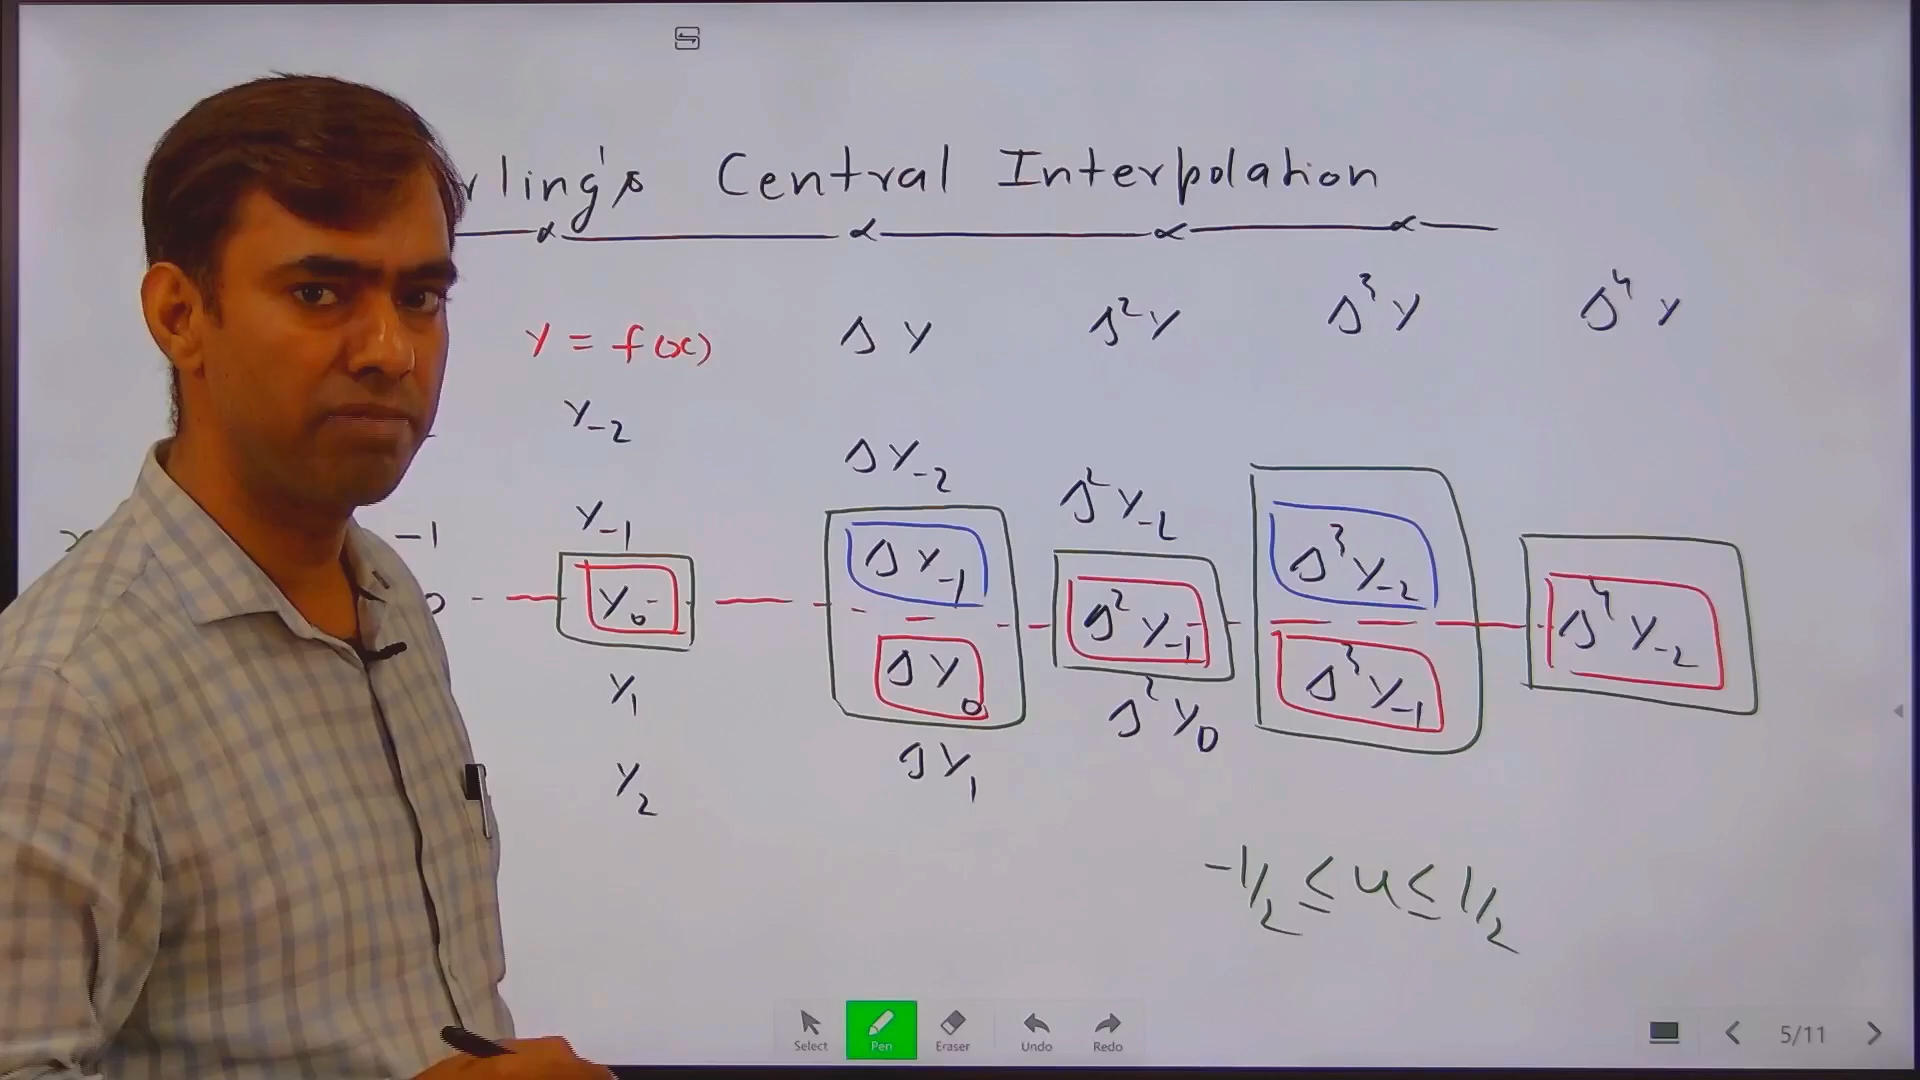 rling's Central Interpolation
y = f(x) Δy Δ²y Δ³y Δ⁴y
y₋₂
Δy₋₂
y₋₁ Δ²y₋₂
-1 Δy₋₁ Δ³y₋₂
0 y₀ Δ²y₋₁ Δ⁴y₋₂
y₁ Δy₀ Δ³y₋₁
Δ²y₀
y₂ Δy₁
-1/2 ≤ u ≤ 1/2
Select Pen Eraser Undo Redo 5/11